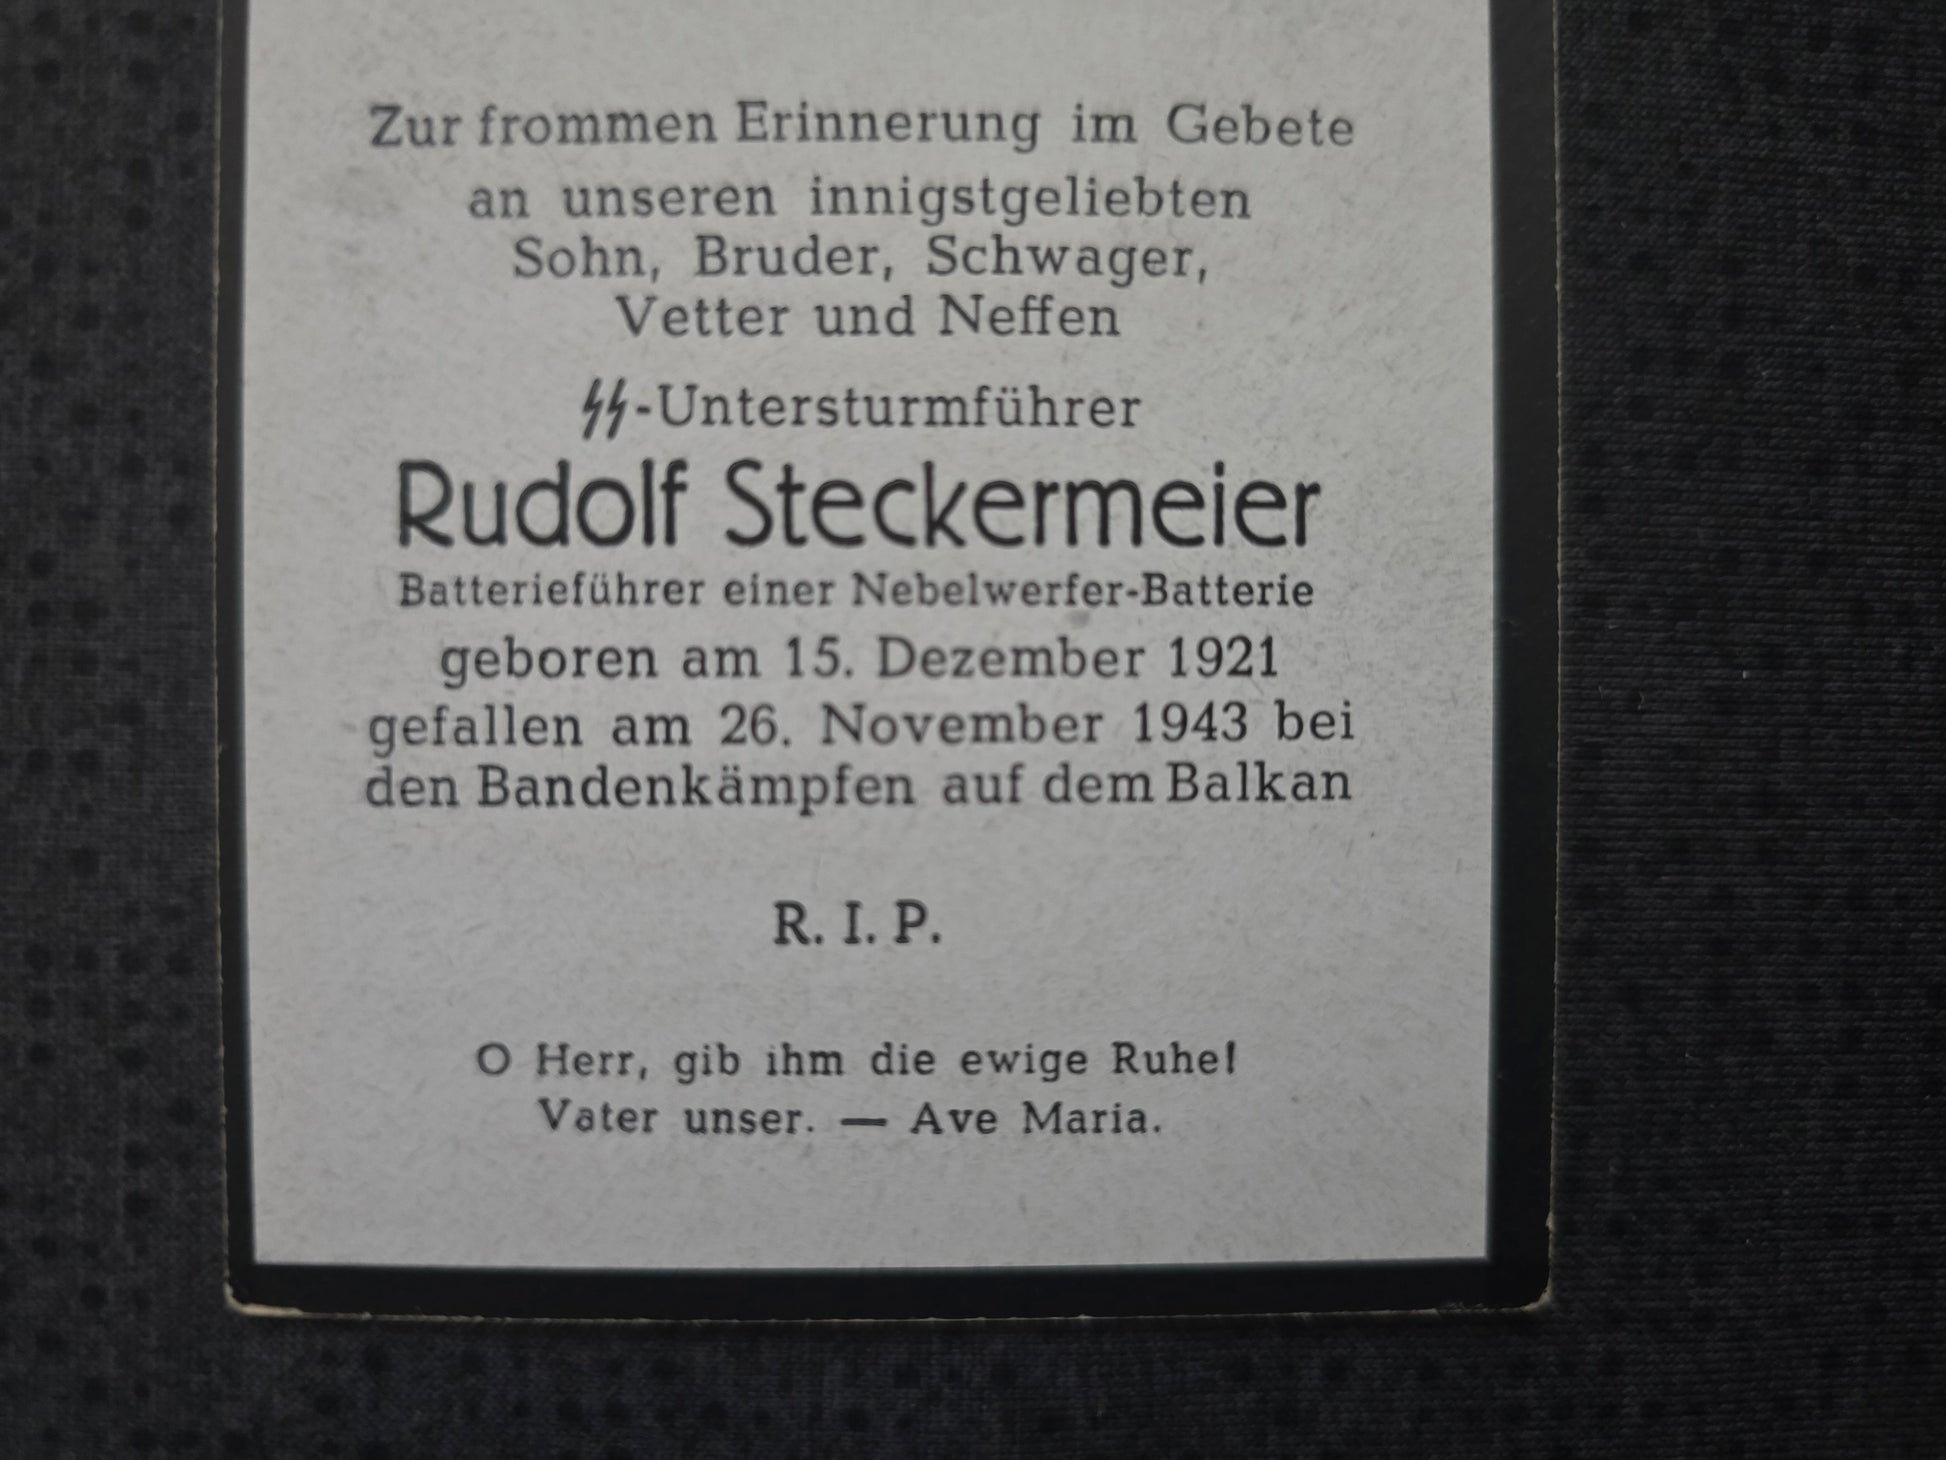 Zur frommen Erinnerung im Gebete
an unseren innigstgeliebten
Sohn, Bruder, Schwager,
Vetter und Neffen
ᛋᛋ-Untersturmführer
Rudolf Steckermeier
Batterieführer einer Nebelwerfer-Batterie
geboren am 15. Dezember 1921
gefallen am 26. November 1943 bei
den Bandenkämpfen auf dem Balkan
R. I. P.
O Herr, gib ihm die ewige Ruhe!
Vater unser. — Ave Maria.